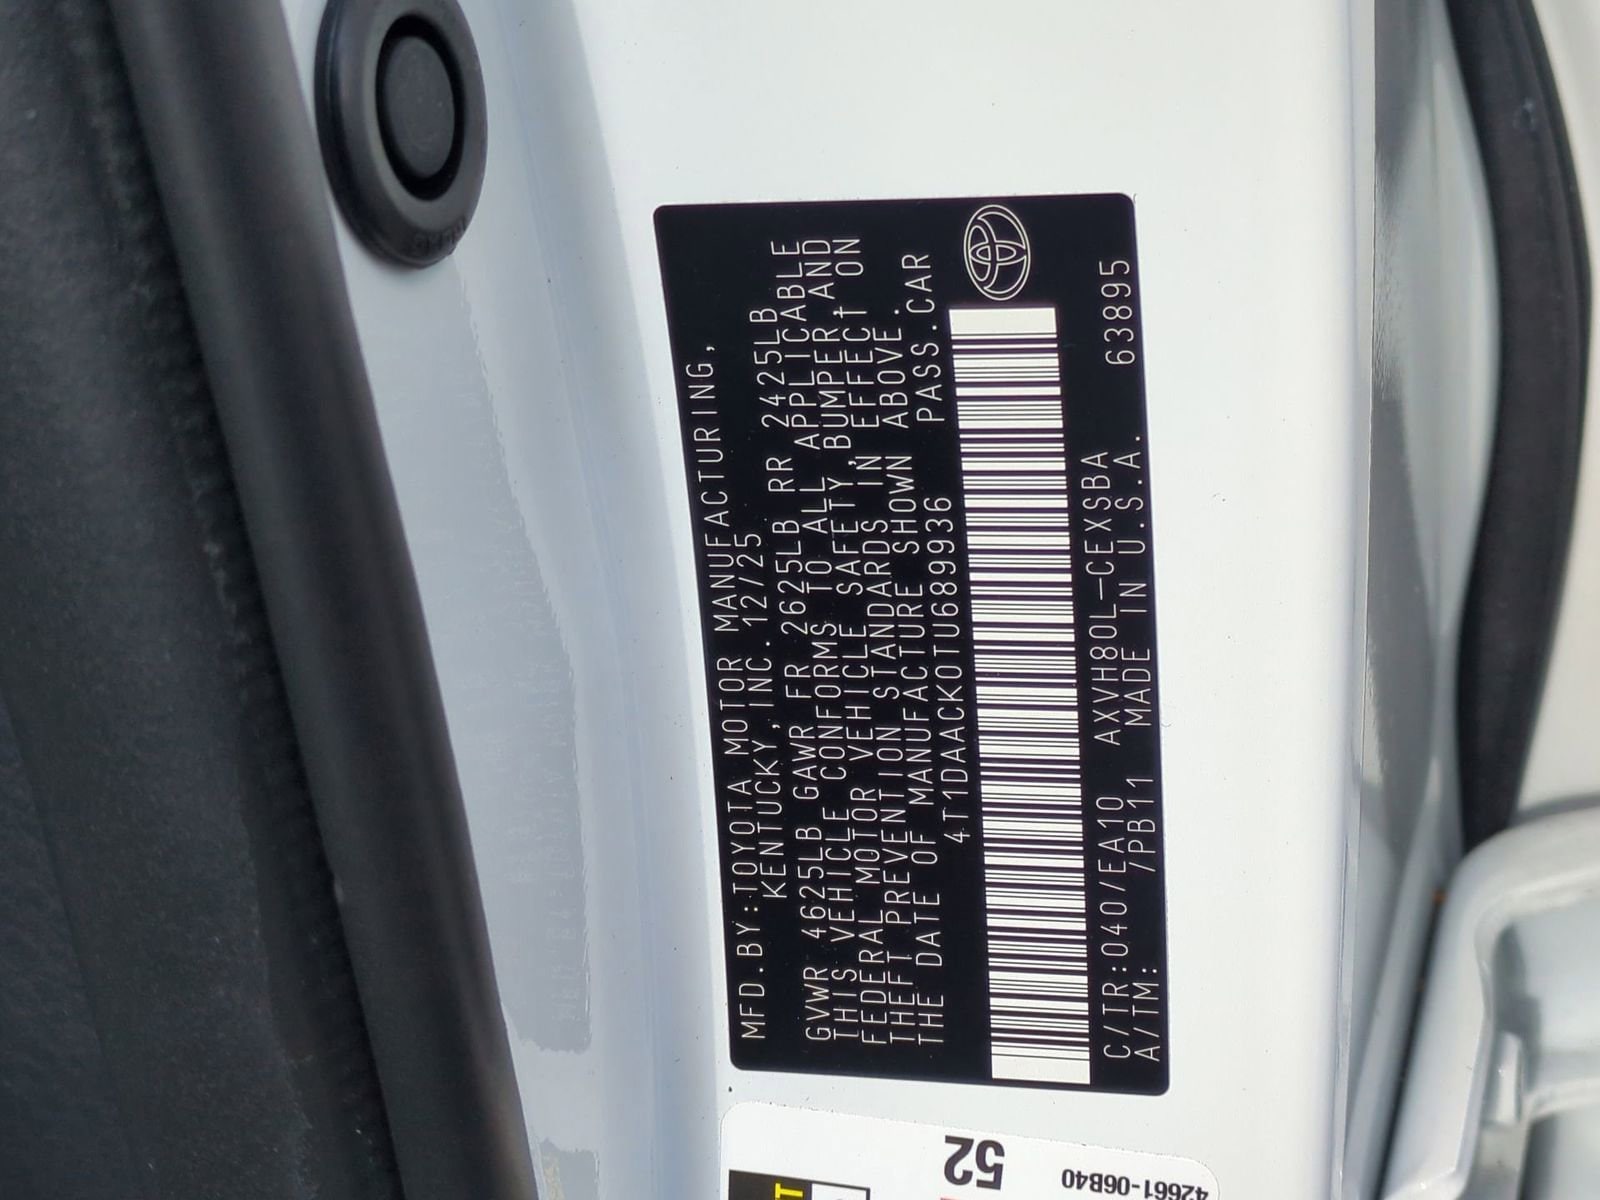 MFD.BY:TOYOTA MOTOR MANUFACTURING,
KENTUCKY,INC. 12/25
GVWR 4625LB GAWR FR 2625LB RR 2425LB
THIS VEHICLE CONFORMS TO ALL APPLICABLE
FEDERAL MOTOR VEHICLE SAFETY,BUMPER,AND
THEFT PREVENTION STANDARDS IN EFFECT ON
THE DATE OF MANUFACTURE SHOWN ABOVE.
4T1DAACK0TU689936 PASS.CAR
C/TR:040/EA10 AXVH80L-CEXSBA 63895
A/TM: /PB11 MADE IN U.S.A.
52
42661-06B40